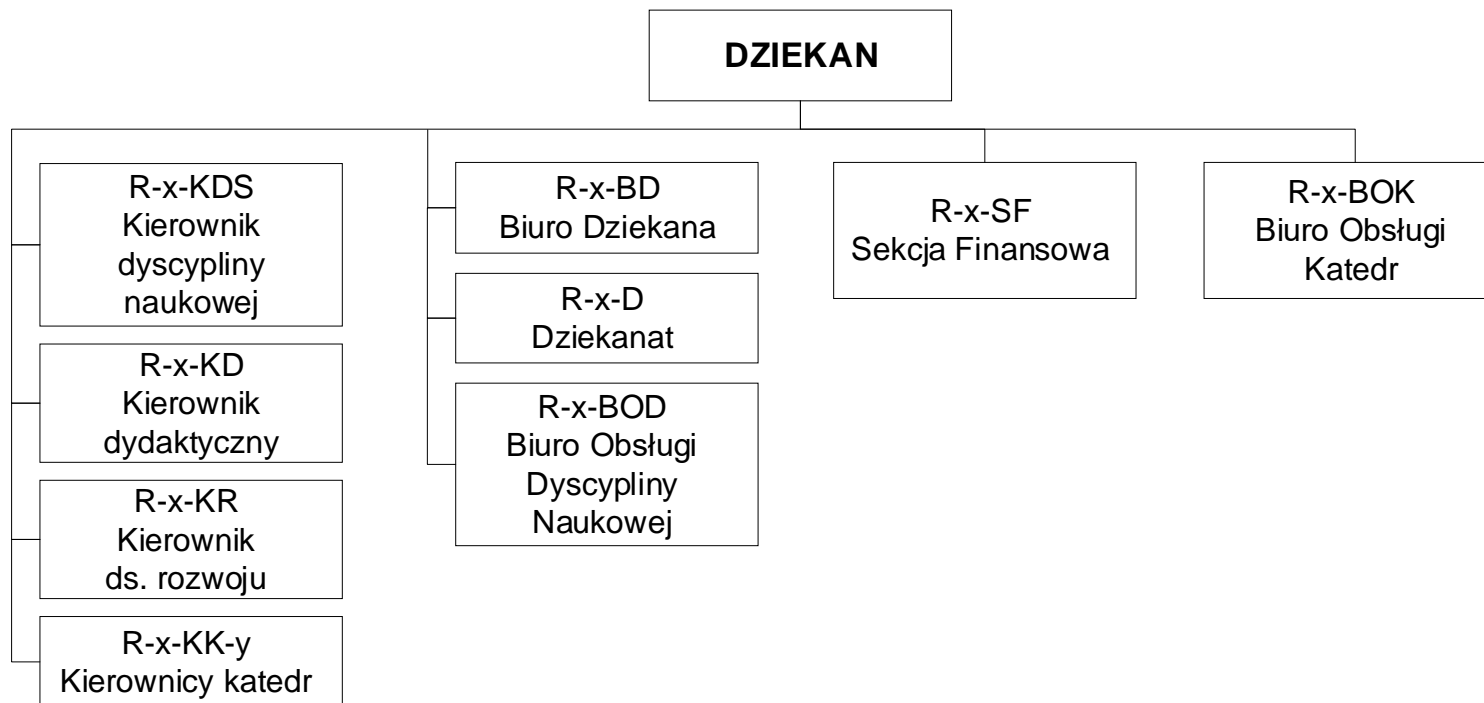 DZIEKAN
R-x-KDS
Kierownik
dyscypliny
naukowej
R-x-KD
Kierownik
dydaktyczny
R-x-KR
Kierownik
ds. rozwoju
R-x-KK-y
Kierownicy katedr
R-x-BD
Biuro Dziekana
R-x-D
Dziekanat
R-x-BOD
Biuro Obsługi
Dyscypliny
Naukowej
R-x-SF
Sekcja Finansowa
R-x-BOK
Biuro Obsługi
Katedr